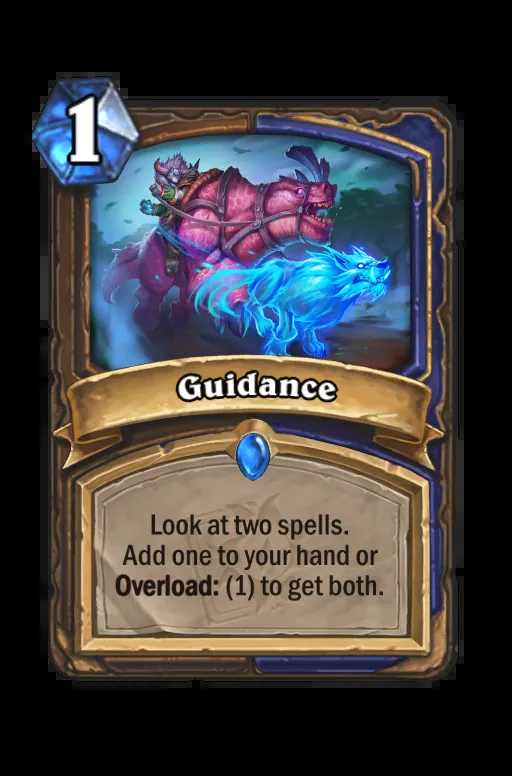 1
Guidance
Look at two spells.
Add one to your hand or
Overload: (1) to get both.